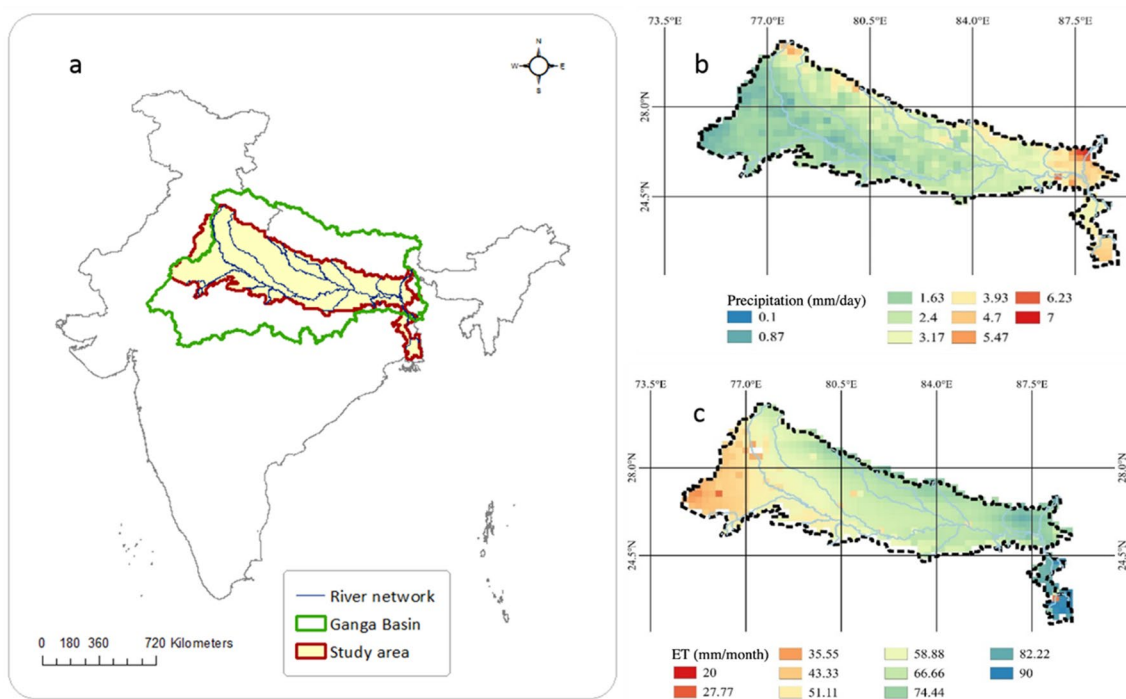 a
N
W E
S
River network
Ganga Basin
Study area
0 180 360 720 Kilometers
73.5°E 77.0°E 80.5°E 84.0°E 87.5°E
b
28.0°N 28.0°N
24.5°N 24.5°N
Precipitation (mm/day)
0.1
0.87
1.63
2.4
3.17
3.93
4.7
5.47
6.23
7
73.5°E 77.0°E 80.5°E 84.0°E 87.5°E
c
28.0°N 28.0°N
24.5°N 24.5°N
ET (mm/month)
20
27.77
35.55
43.33
51.11
58.88
66.66
74.44
82.22
90